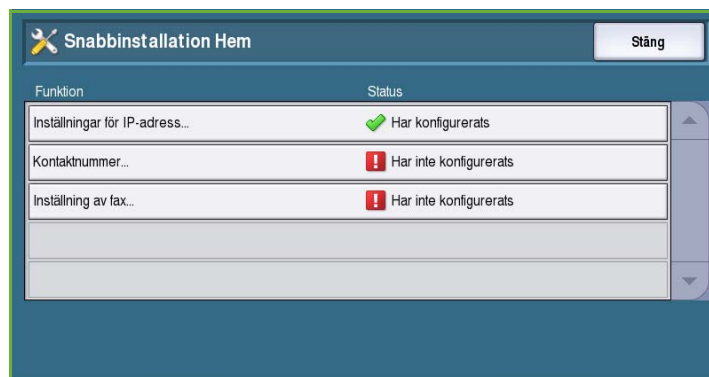 Snabbinstallation Hem
Stäng
Funktion Status
Inställningar för IP-adress... Har konfigurerats
Kontaktnummer... Har inte konfigurerats
Inställning av fax... Har inte konfigurerats